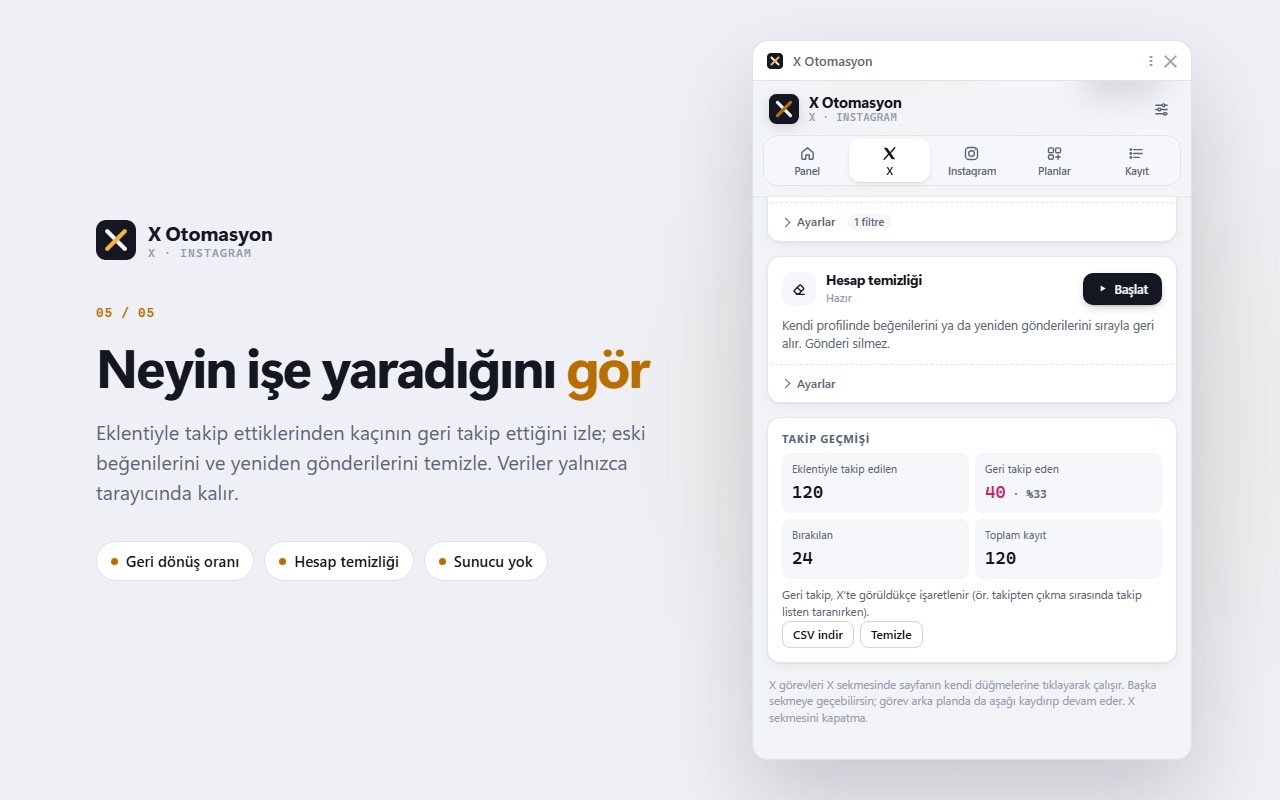 X Otomasyon
X · INSTAGRAM
05 / 05
Neyin işe yaradığını gör
Eklentiyle takip ettiklerinden kaçının geri takip ettiğini izle; eski
beğenilerini ve yeniden gönderilerini temizle. Veriler yalnızca
tarayıcında kalır.
Geri dönüş oranı
Hesap temizliği
Sunucu yok
X Otomasyon
X Otomasyon
X · INSTAGRAM
Panel
X
Instagram
Planlar
Kayıt
Ayarlar
1 filtre
Hesap temizliği
Hazır
Başlat
Kendi profilinde beğenilerini ya da yeniden gönderilerini sırayla geri
alır. Gönderi silmez.
Ayarlar
TAKİP GEÇMİŞİ
Eklentiyle takip edilen
120
Geri takip eden
40 · %33
Bırakılan
24
Toplam kayıt
120
Geri takip, X'te görüldükçe işaretlenir (ör. takipten çıkma sırasında takip
listen taranırken).
CSV indir
Temizle
X görevleri X sekmesinde sayfanın kendi düğmelerine tıklayarak çalışır. Başka
sekmeye geçebilirsin; görev arka planda da aşağı kaydırıp devam eder. X
sekmesini kapatma.